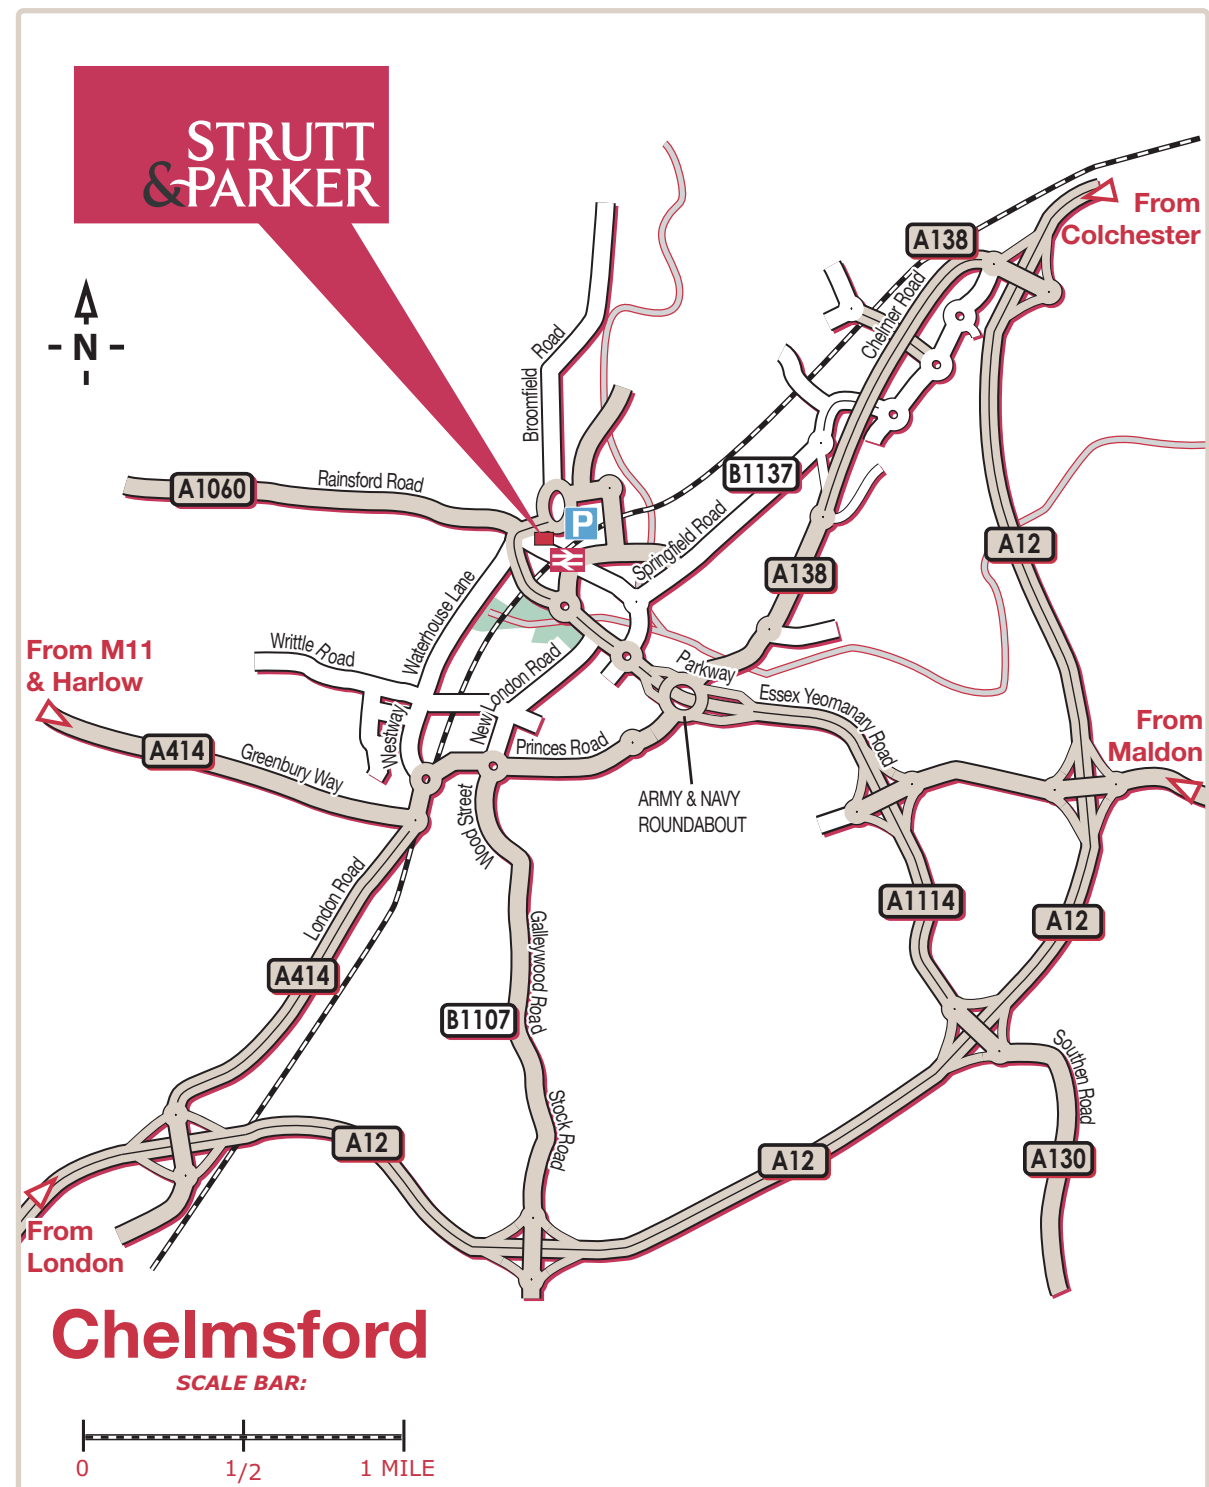 STRUTT
&PARKER
From
Colchester
A138
N
Broomfield Road
Chelmer Road
A1060
Rainsford Road
B1137
P
Springfield Road
A12
A138
Waterhouse Lane
Writtle Road
From M11
& Harlow
New London Road
Parkway
Essex Yeomanary Road
From
Maldon
Westway
A414
Greenbury Way
Princes Road
ARMY & NAVY
ROUNDABOUT
Wood Street
London Road
A1114
A12
Galleywood Road
A414
B1107
Southen Road
Stock Road
A12
A12
A130
From
London
Chelmsford
SCALE BAR:
0 1/2 1 MILE